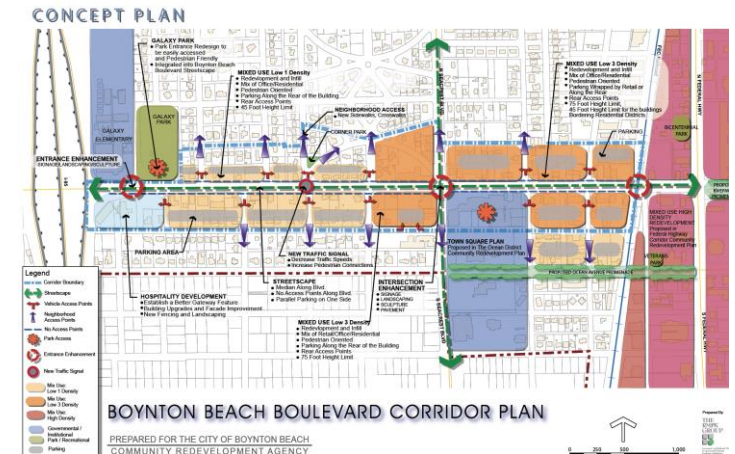 CONCEPT PLAN
GALAXY PARK
• Park Entrance Redesign to
be easily accessed
and Pedestrian Friendly
• Integrated into Boynton Beach
Boulevard Streetscape
MIXED USE Low 1 Density
• Redevelopment and Infill
• Mix of Office/Residential
• Pedestrian Oriented
• Parking Along the Rear of the Building
• Rear Access Points
• 45 Foot Height Limit
NEIGHBORHOOD ACCESS
• New Sidewalks, Crosswalks
CORNER PARK
MIXED USE Low 3 Density
• Redevelopment and Infill
• Mix of Office/Residential
• Pedestrian Oriented
• Parking Wrapped by Retail or
Along the Rear
• Rear Access Points
• 75 Foot Height Limit
45 Foot Height Limit for the buildings
Bordering Residential Districts
PARKING
N FEDERAL HWY
BICENTENNIAL
PARK
GALAXY
PARK
GALAXY
ELEMENTARY
ENTRANCE ENHANCEMENT
I-95
PARKING AREA
NEW TRAFFIC SIGNAL
• Decrease Traffic Speeds
• Increase Pedestrian Connections
TOWN SQUARE PLAN
Proposed in The Ocean District
Community Redevelopment Plan
MIXED USE HIGH
DENSITY
REDEVELOPMENT
Proposed in
Federal Highway
Corridor Community
Redevelopment Plan
VETERANS
PARK
PROPOSED OCEAN AVENUE PROMENADE
HOSPITALITY DEVELOPMENT
• Establish a Better Gateway Feature
• Building Upgrades and Facade Improvement
• New Fencing and Landscaping
STREETSCAPE
• Median Along Blvd.
• No Access Points Along Blvd.
• Parallel Parking on One Side
INTERSECTION
ENHANCEMENT
• SIGNAGE
• LANDSCAPING
• SCULPTURE
• PAVEMENT
S SEACREST BLVD
S FEDERAL HWY
MIXED USE Low 3 Density
• Redevelopment and Infill
• Mix of Retail/Office/Residential
• Pedestrian Oriented
• Parking Along the Rear of the Building
• Rear Access Points
• 75 Foot Height Limit
Legend
Corridor Boundary
Streetscape
Vehicle Access Points
Neighborhood
Access Points
No Access Points
Park Access
Entrance Enhancement
New Traffic Signal
Mix Use
Low 1 Density
Mix Use
Low 3 Density
Mix Use
High Density
Governmental /
Institutional
Park / Recreational
Parking
BOYNTON BEACH BOULEVARD CORRIDOR PLAN
PREPARED FOR THE CITY OF BOYNTON BEACH
COMMUNITY REDEVELOPMENT AGENCY
0 250 500 1,000
Prepared By